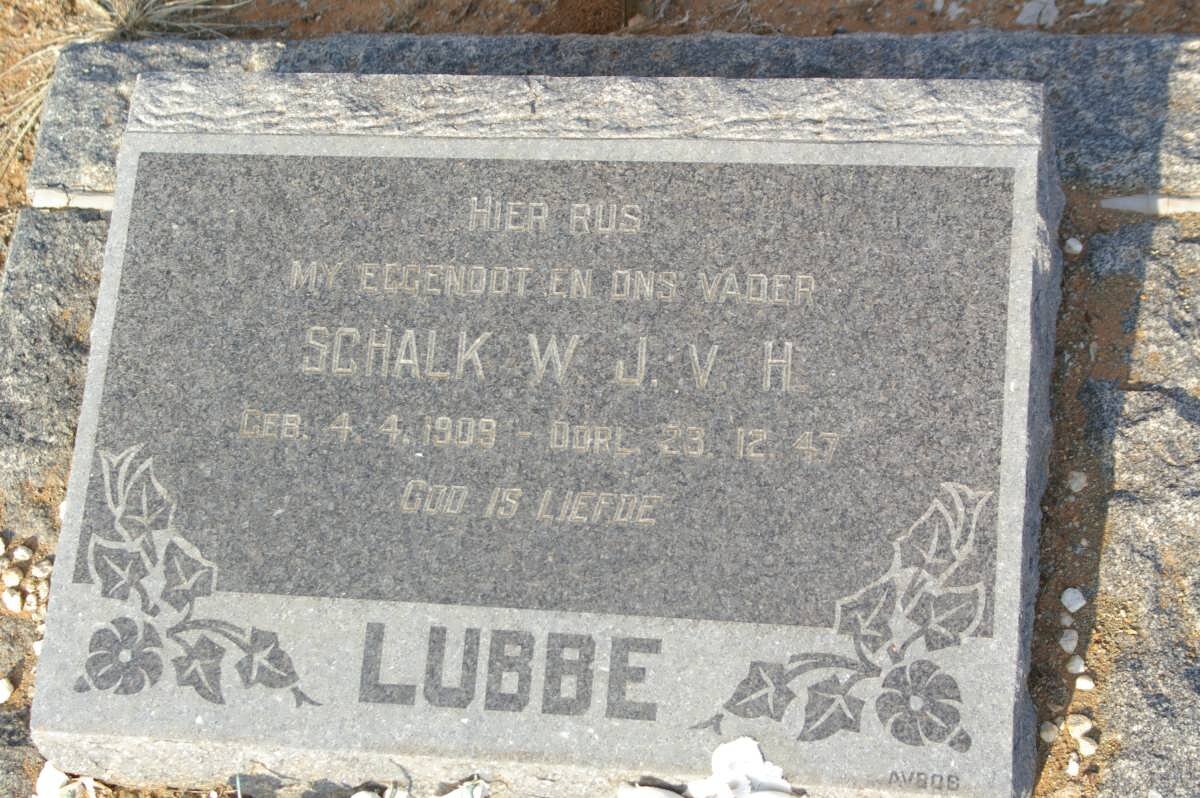 HIER RUS
MY EGGENOOT EN ONS VADER
SCHALK W. J. V. H.
GEB. 4. 4. 1909 - OORL. 23. 12. 47
GOD IS LIEFDE
LUBBE
AVBOB